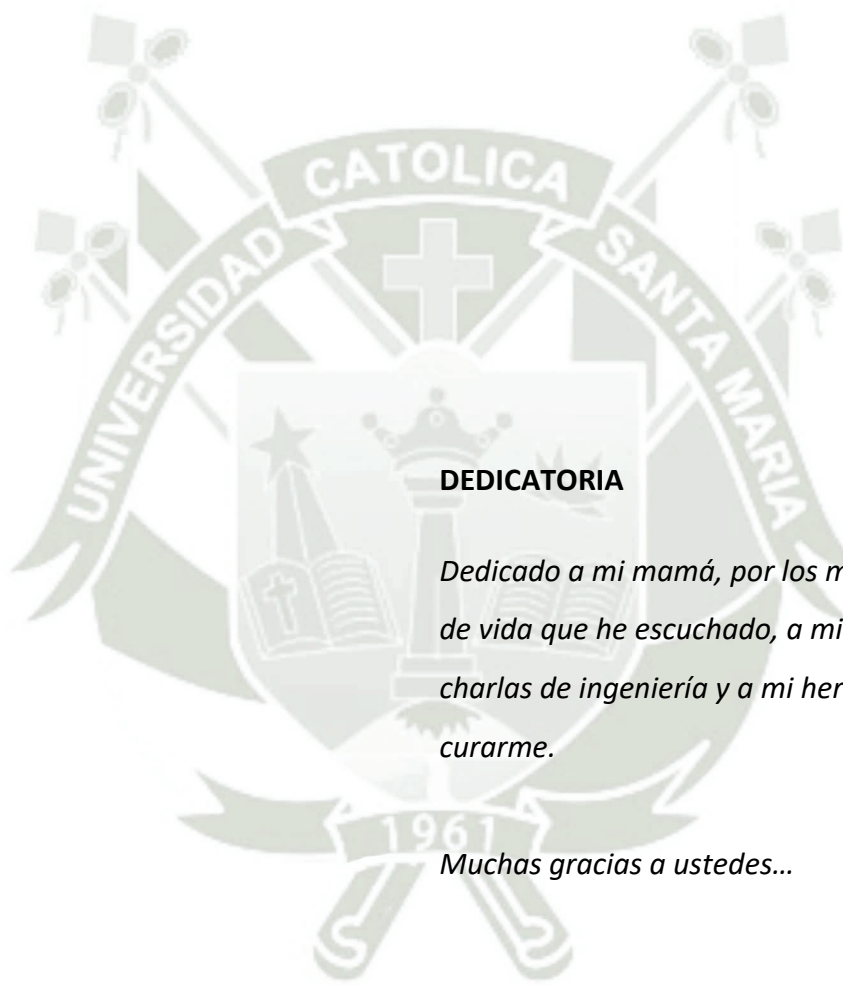 CATOLICA
UNIVERSIDAD
SANTA MARIA
DEDICATORIA
Dedicado a mi mamá, por los m
de vida que he escuchado, a mi
charlas de ingeniería y a mi her
curarme.
Muchas gracias a ustedes…
1961